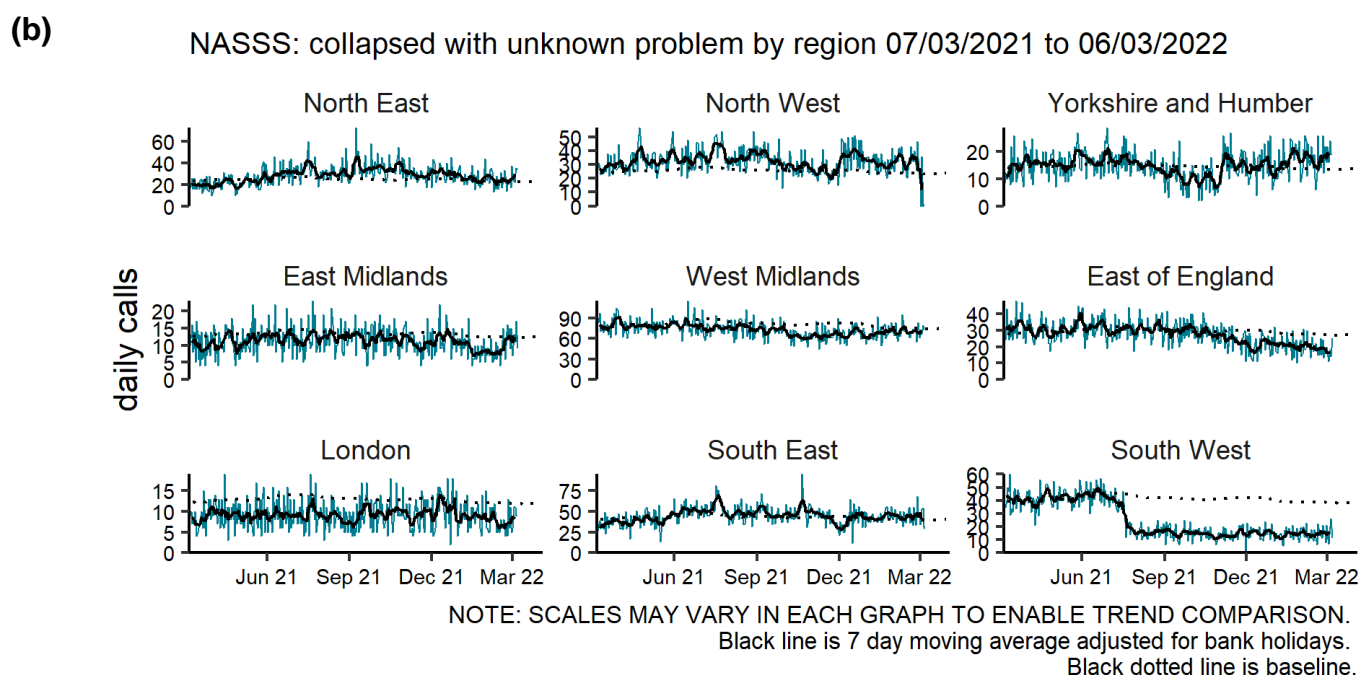 (b)
NASSS: collapsed with unknown problem by region 07/03/2021 to 06/03/2022
North East
North West
Yorkshire and Humber
60
40
20
0
50
40
30
20
10
0
20
10
0
daily calls
East Midlands
West Midlands
East of England
20
15
10
5
0
90
60
30
0
40
30
20
10
0
London
South East
South West
15
10
5
0
75
50
25
0
60
50
40
30
20
10
0
Jun 21 Sep 21 Dec 21 Mar 22
Jun 21 Sep 21 Dec 21 Mar 22
Jun 21 Sep 21 Dec 21 Mar 22
NOTE: SCALES MAY VARY IN EACH GRAPH TO ENABLE TREND COMPARISON.
Black line is 7 day moving average adjusted for bank holidays.
Black dotted line is baseline.